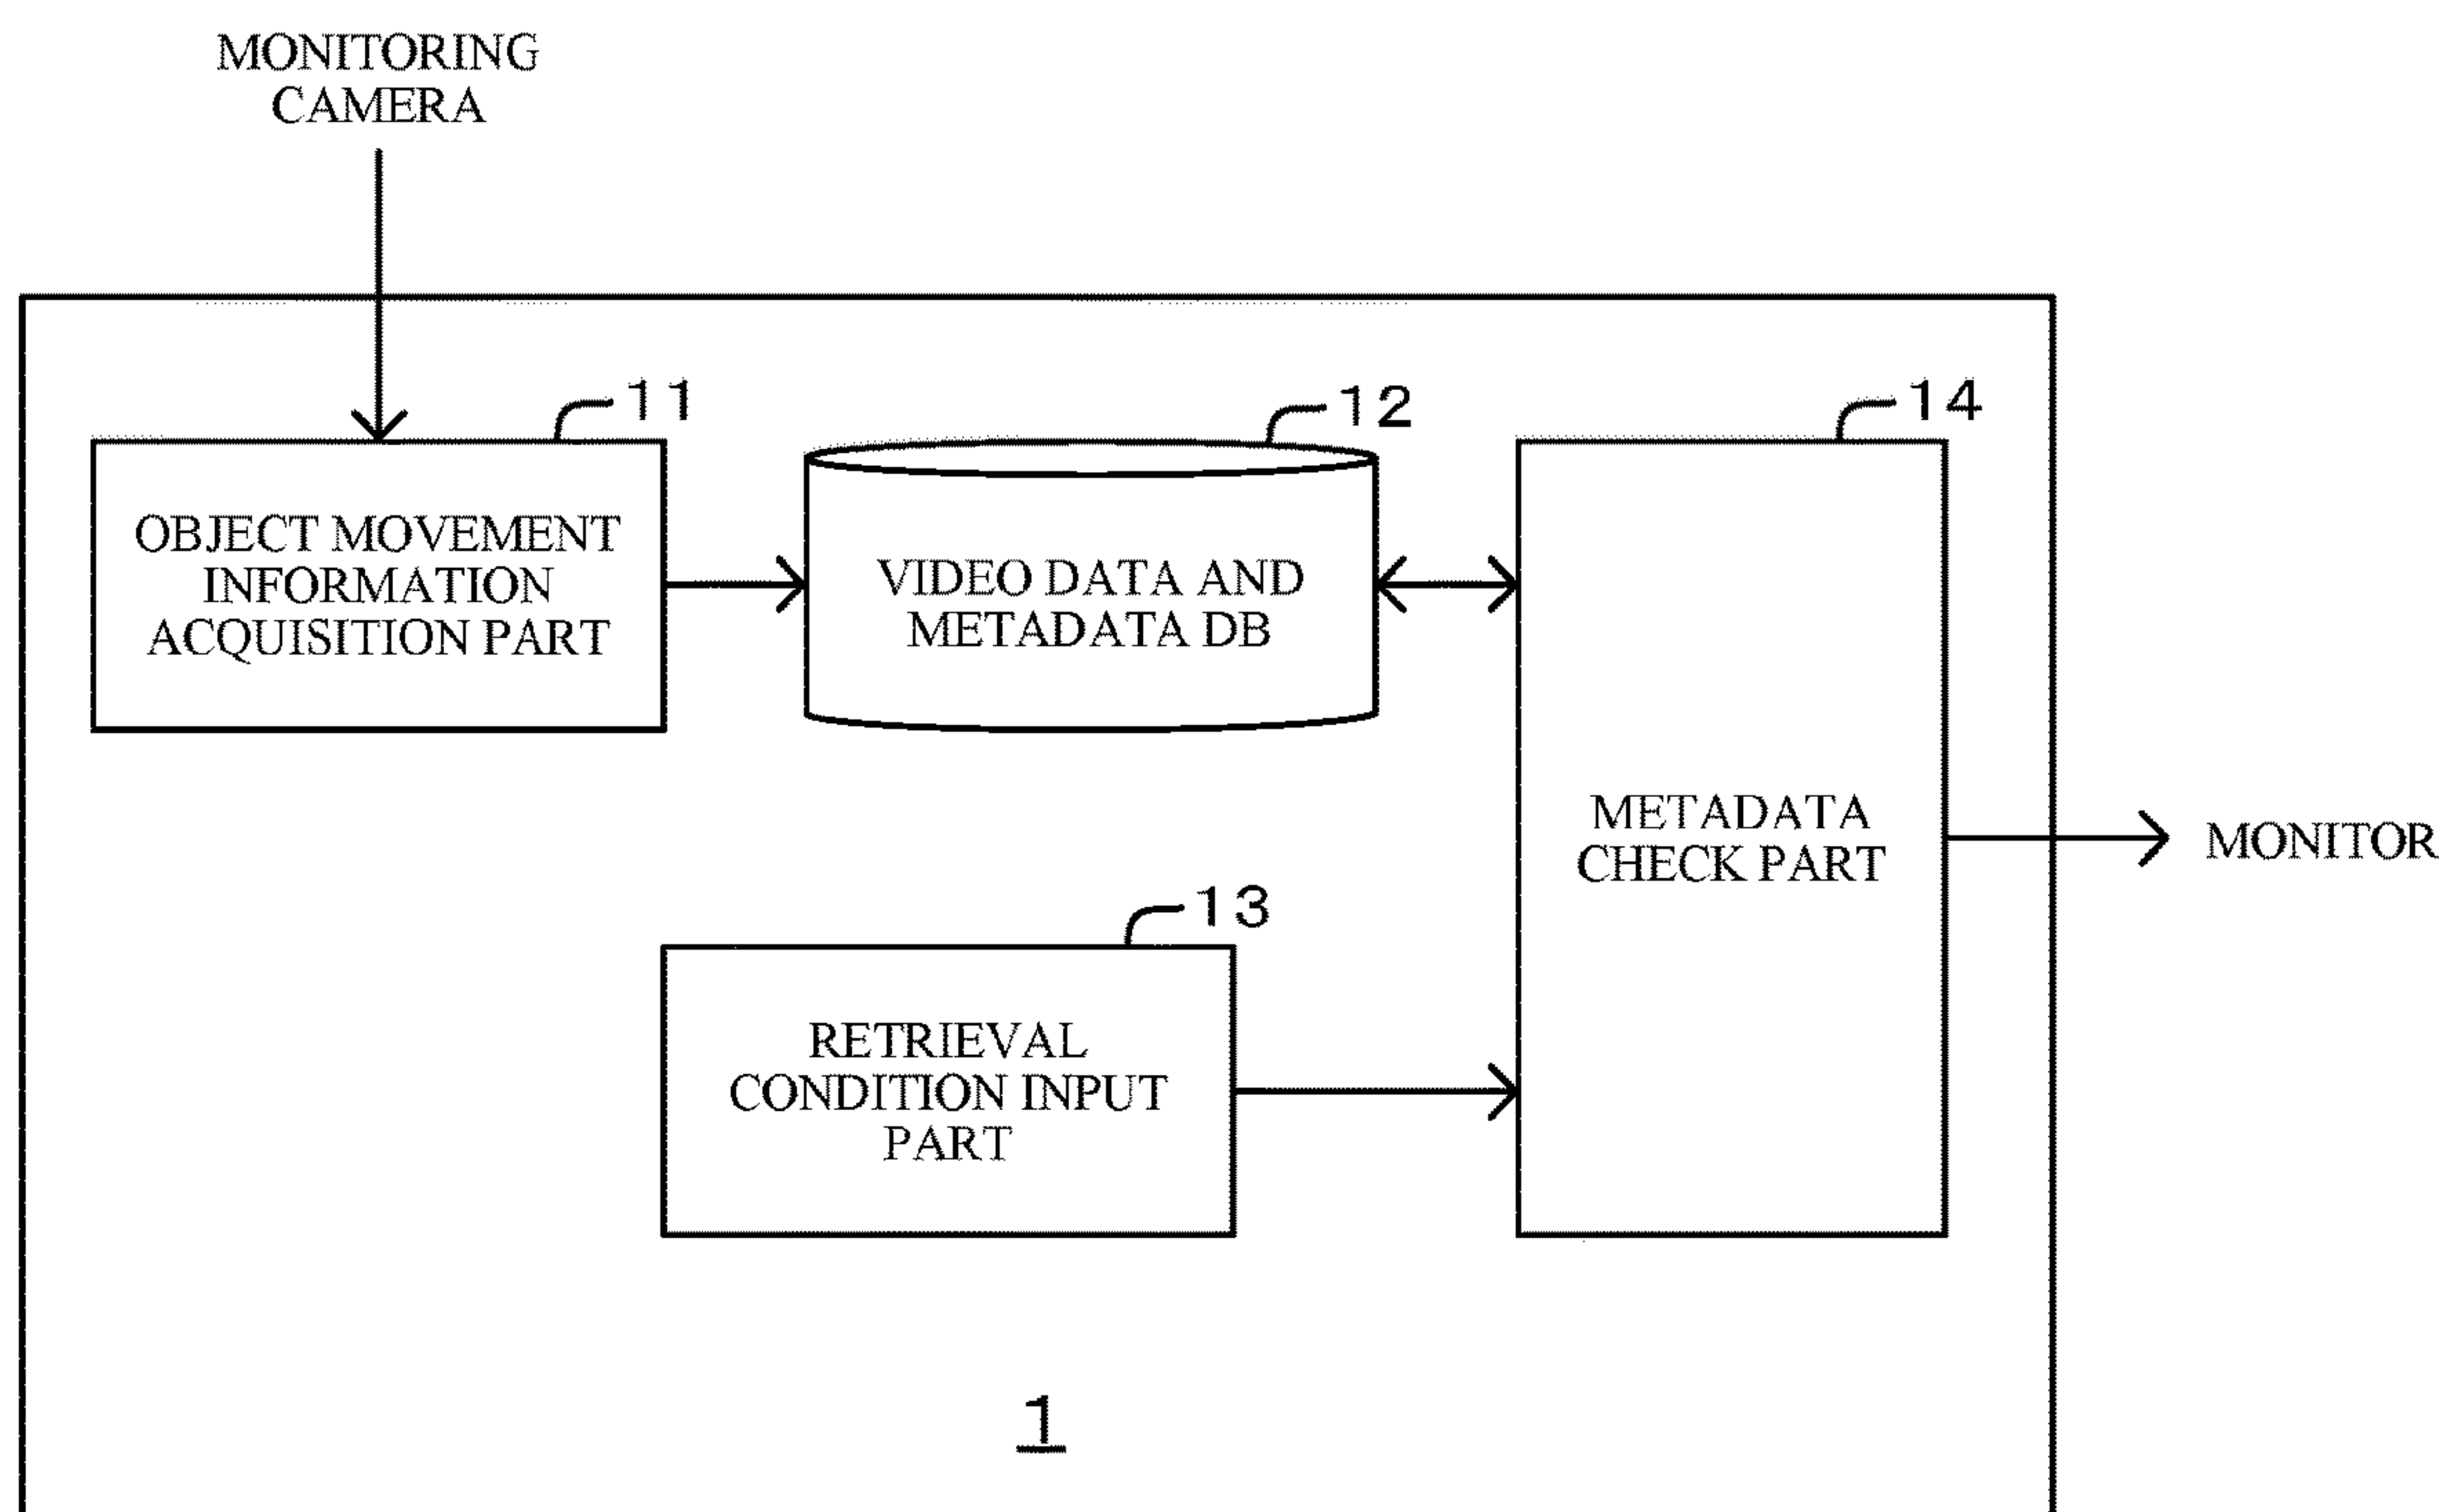 MONITORING
CAMERA
11
12
14
OBJECT MOVEMENT
INFORMATION
ACQUISITION PART
VIDEO DATA AND
METADATA DB
METADATA
CHECK PART
MONITOR
13
RETRIEVAL
CONDITION INPUT
PART
1